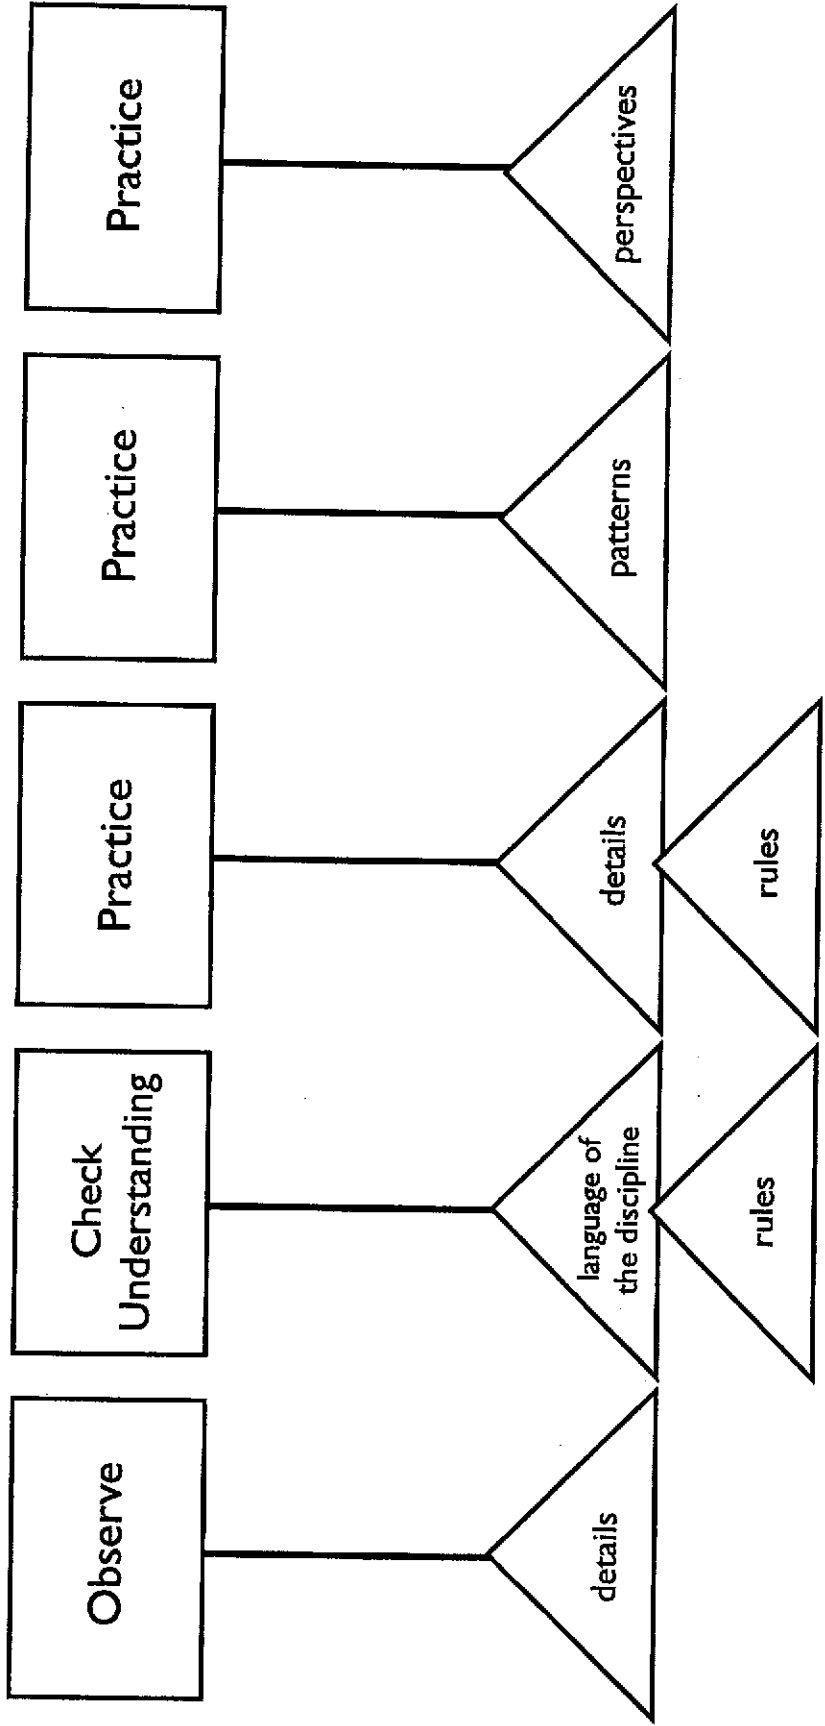 Observe
Check
Understanding
Practice
Practice
Practice
details
language of
the discipline
details
patterns
perspectives
rules
rules